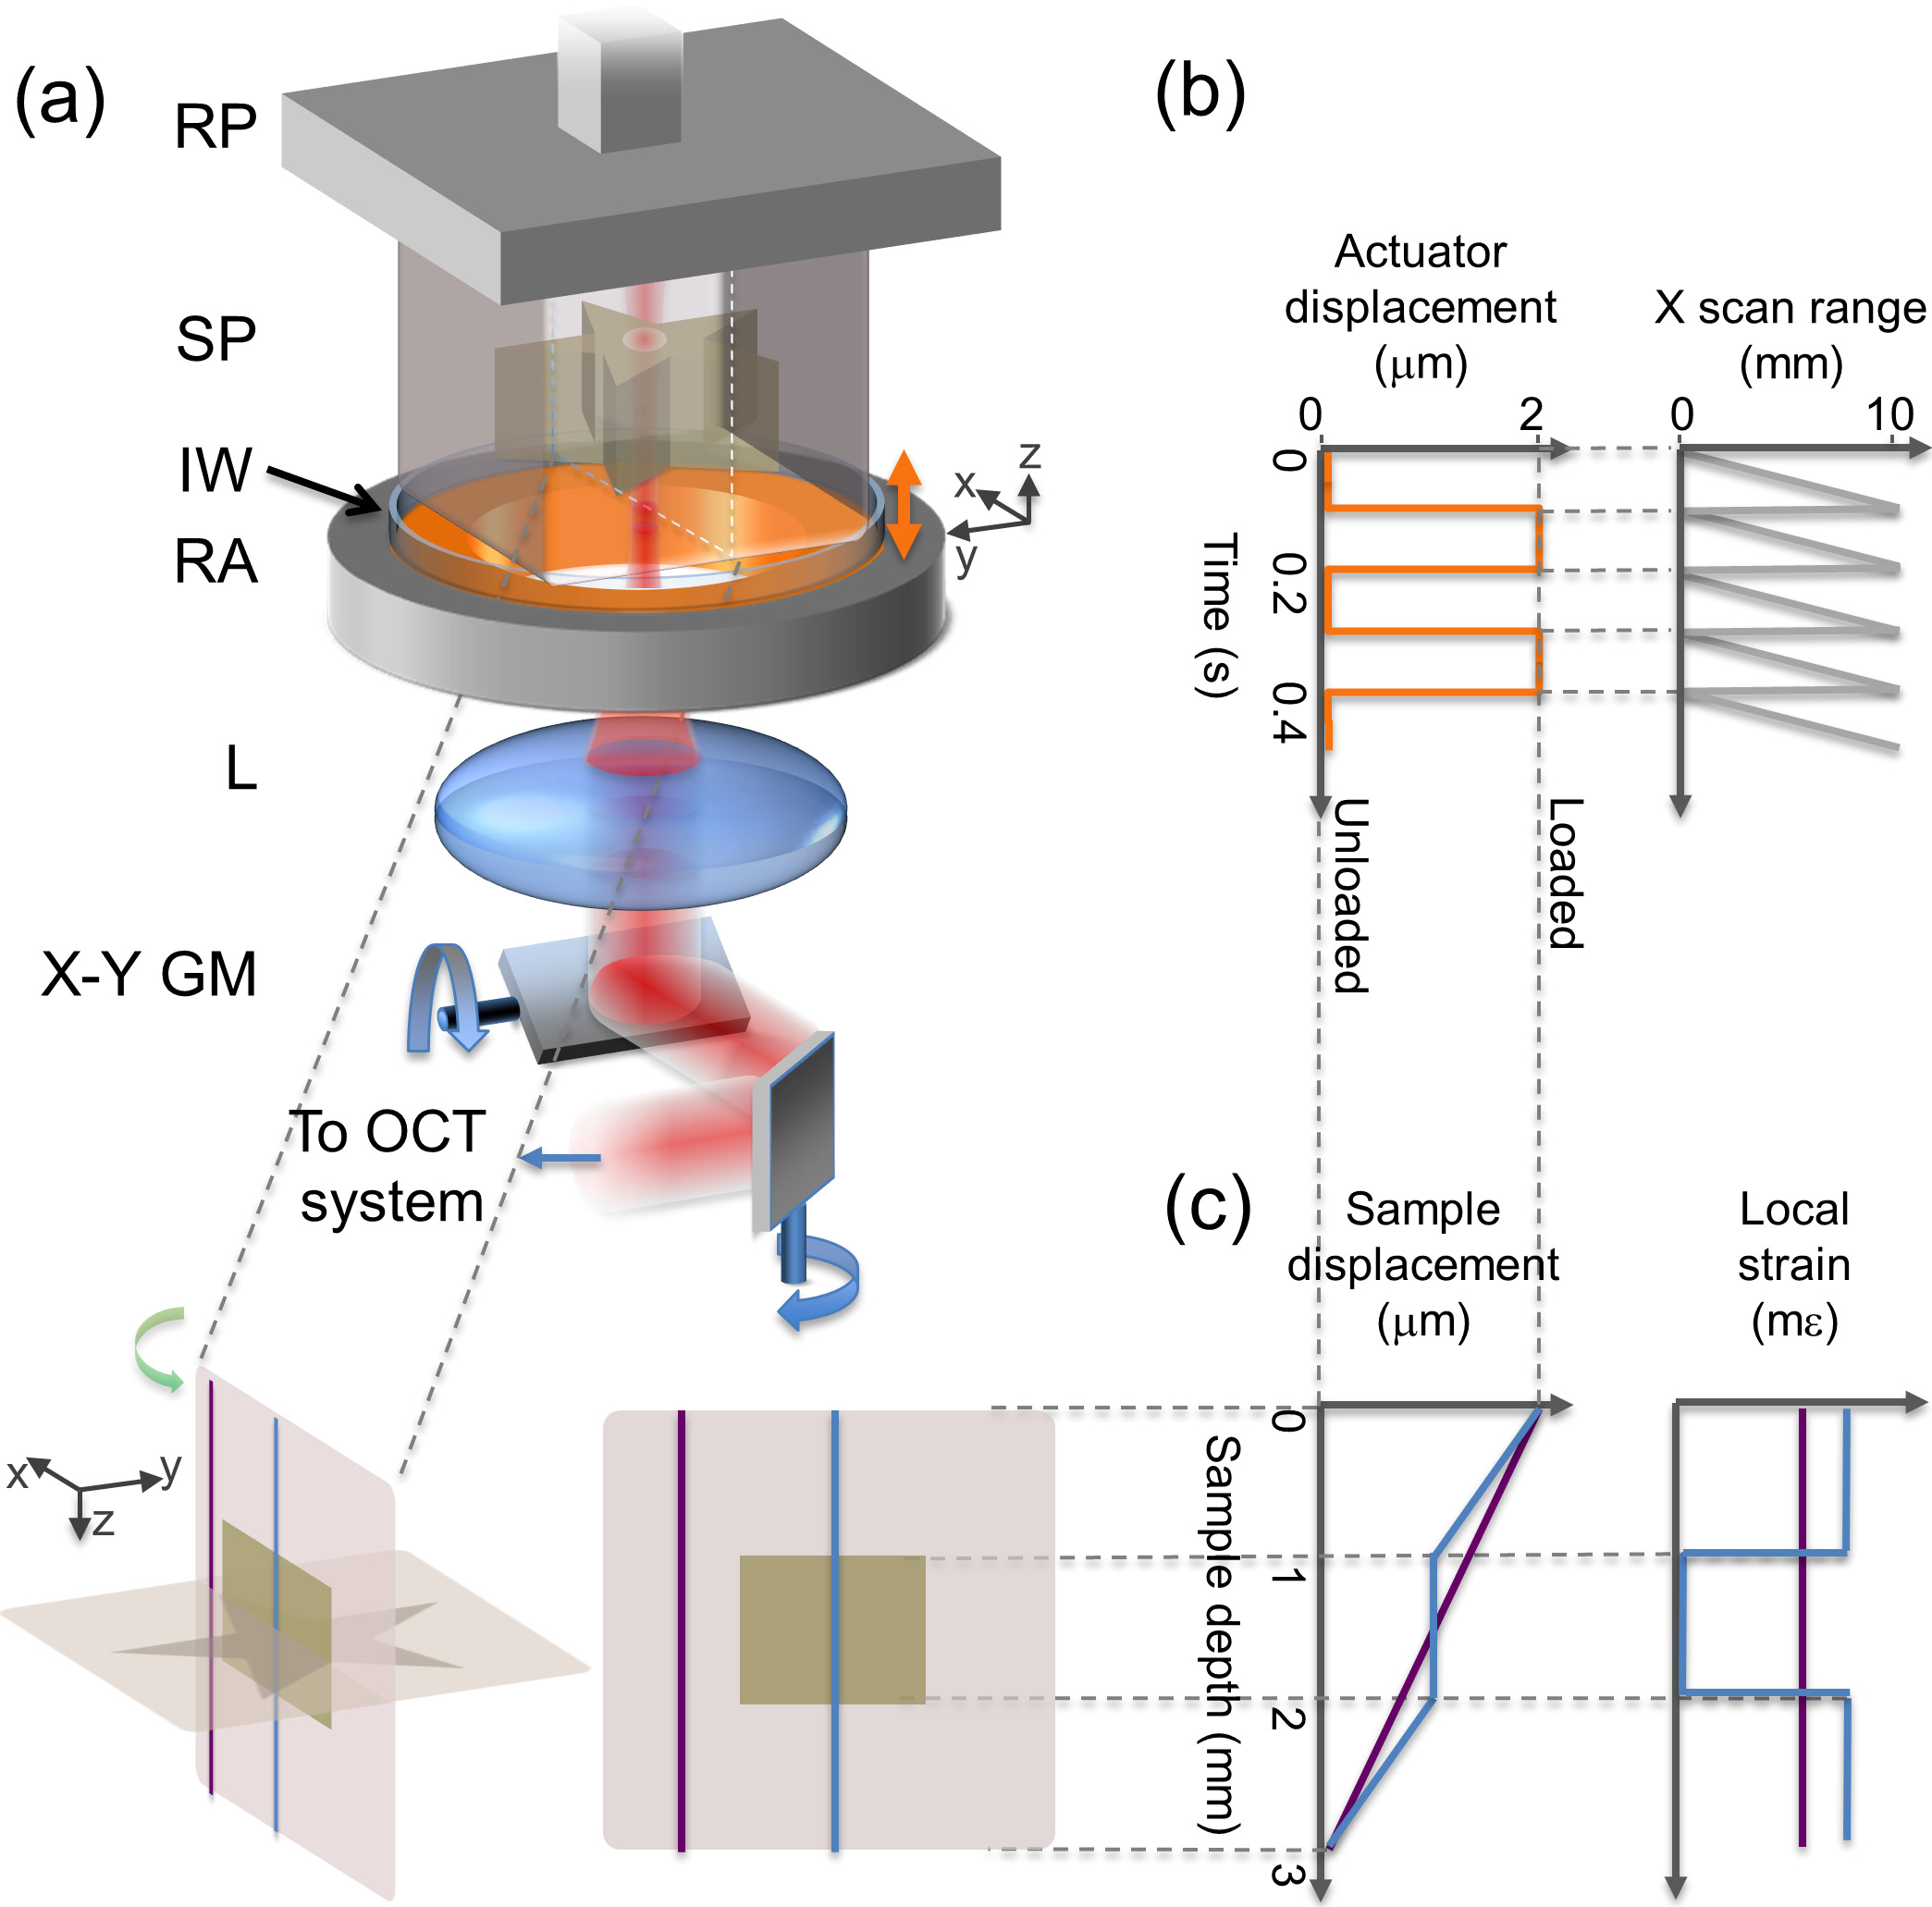 (a)
RP
SP
IW
RA
L
X-Y GM
To OCT
system
x
z
y
x
y
z
(b)
Actuator
displacement
(μm)
0
2
X scan range
(mm)
0
10
Time (s)
0
0.2
0.4
Unloaded
Loaded
(c)
Sample
displacement
(μm)
Local
strain
(mε)
Sample depth (mm)
0
1
2
3